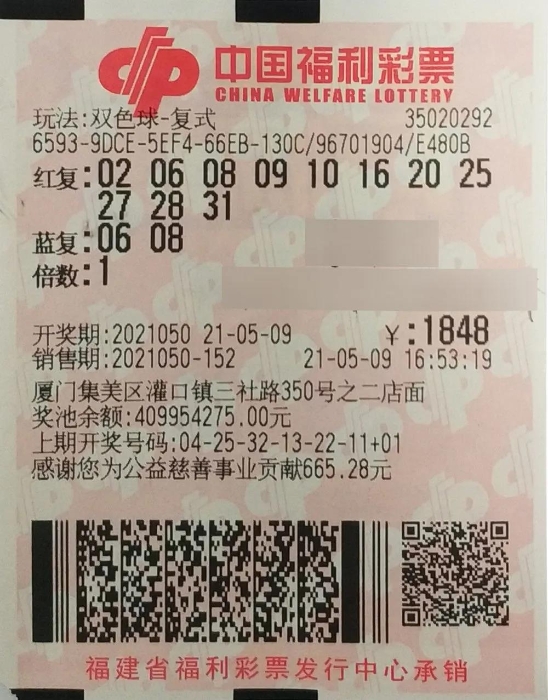 中国福利彩票
CHINA WELFARE LOTTERY
玩法:双色球-复式 35020292
6593-9DCE-5EF4-66EB-130C/96701904/E480B
红复:02 06 08 09 10 16 20 25
27 28 31
蓝复:06 08
倍数:1
开奖期:2021050 21-05-09 ￥:1848
销售期:2021050-152 21-05-09 16:53:19
厦门集美区灌口镇三社路350号之二店面
奖池余额:409954275.00元
上期开奖号码:04-25-32-13-22-11+01
感谢您为公益慈善事业贡献665.28元
福建省福利彩票发行中心承销